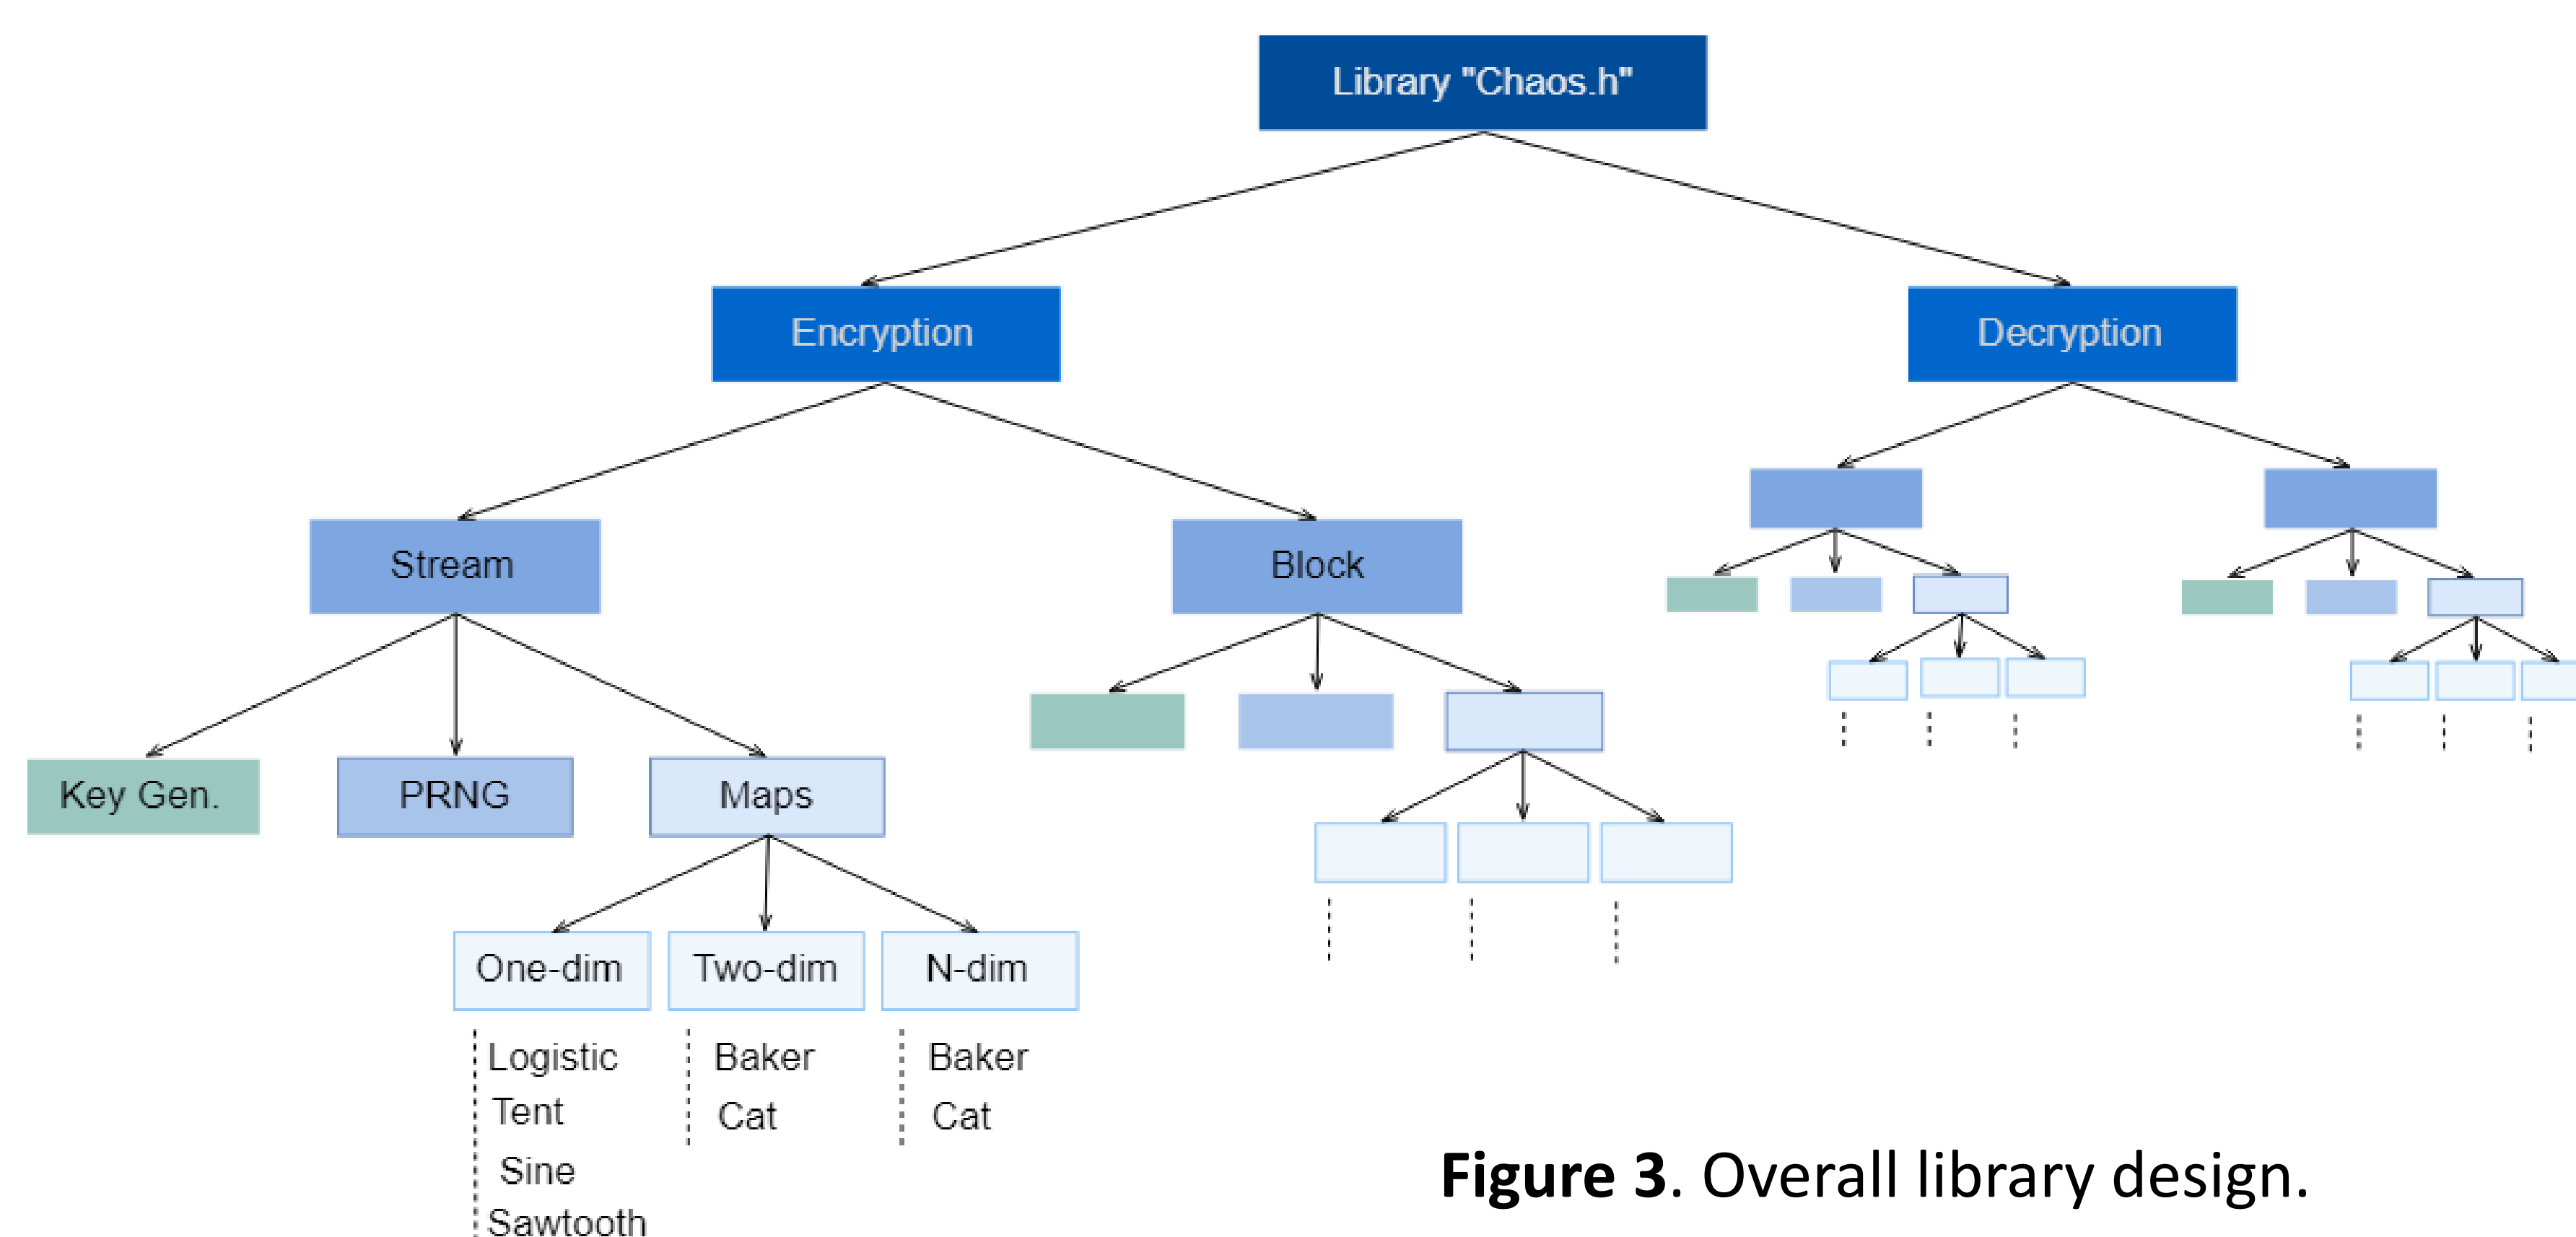 Library "Chaos.h"
Encryption
Decryption
Stream
Block
Key Gen.
PRNG
Maps
One-dim
Two-dim
N-dim
Logistic
Tent
Sine
Sawtooth
Baker
Cat
Baker
Cat
Figure 3. Overall library design.